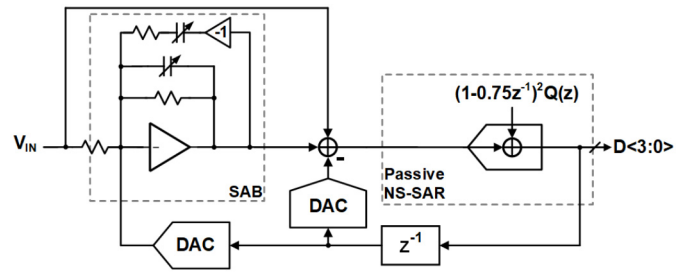 -1
(1-0.75z⁻¹)²Q(z)
V_IN
-
D<3:0>
-
SAB
Passive
NS-SAR
DAC
DAC
z⁻¹